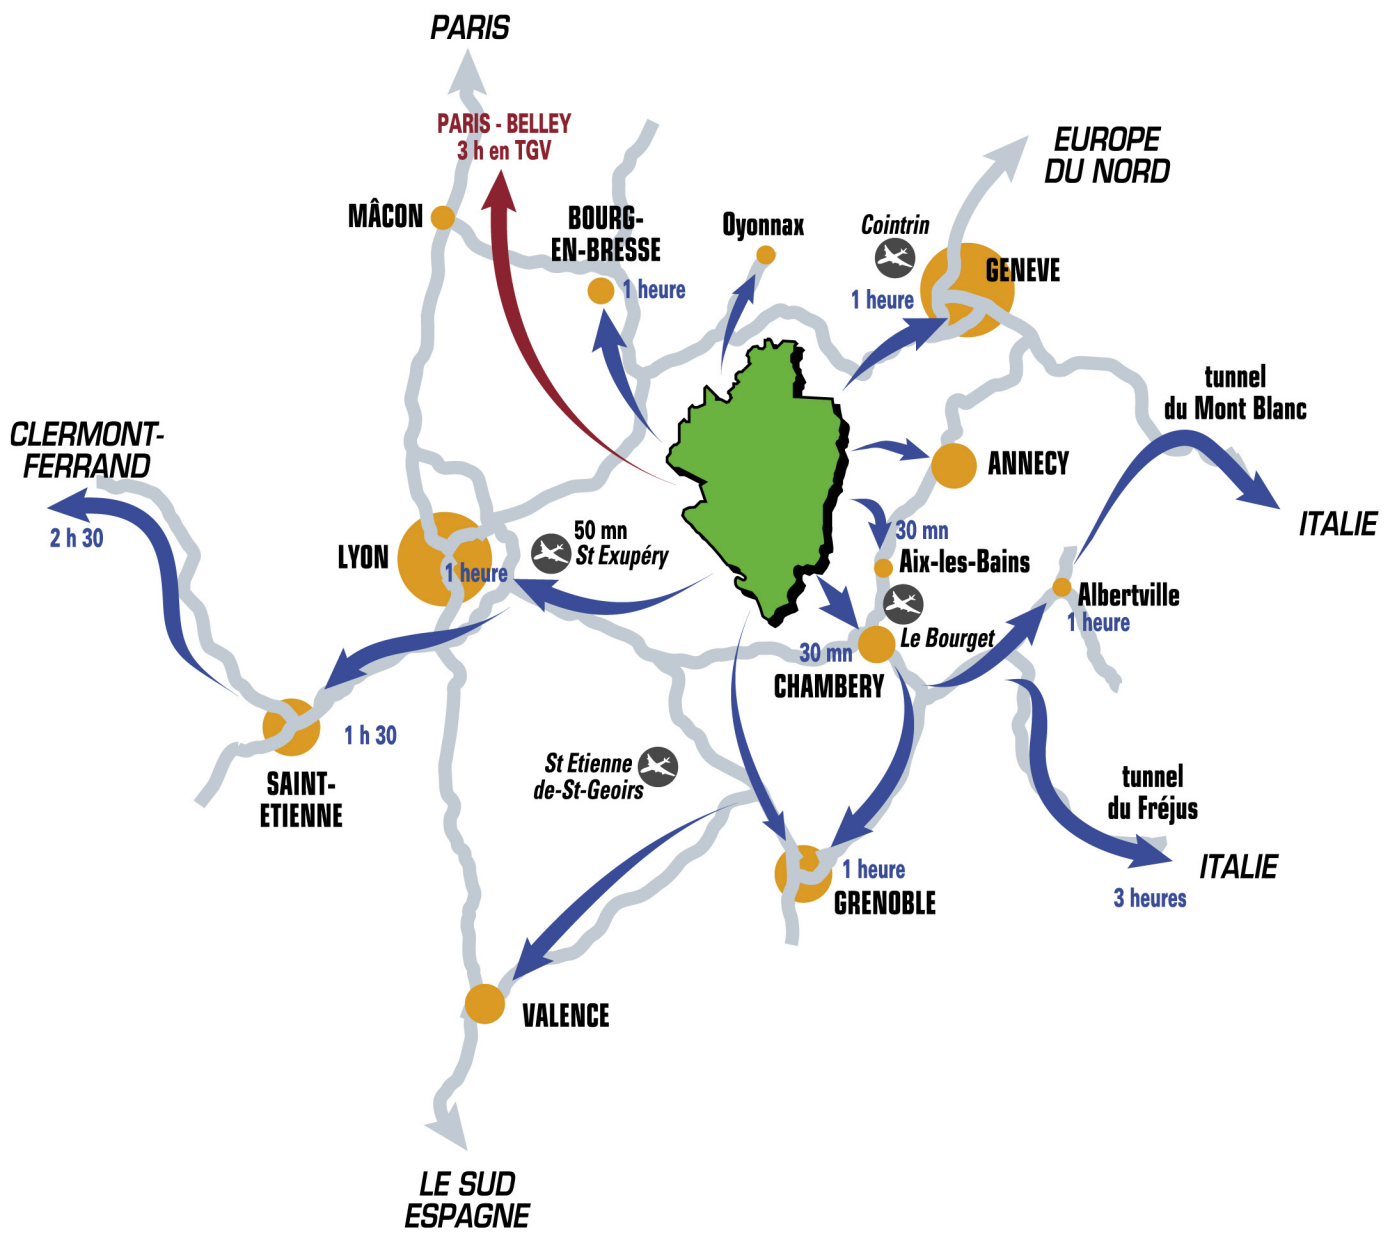 PARIS
PARIS - BELLEY
3 h en TGV
EUROPE
DU NORD
MÂCON
BOURG-
EN-BRESSE
1 heure
Oyonnax
Cointrin
GENEVE
1 heure
tunnel
du Mont Blanc
CLERMONT-
FERRAND
2 h 30
ANNECY
ITALIE
LYON
1 heure
50 mn
St Exupéry
30 mn
Aix-les-Bains
Albertville
1 heure
Le Bourget
30 mn
CHAMBERY
1 h 30
SAINT-
ETIENNE
St Etienne
de-St-Geoirs
tunnel
du Fréjus
ITALIE
3 heures
1 heure
GRENOBLE
VALENCE
LE SUD
ESPAGNE